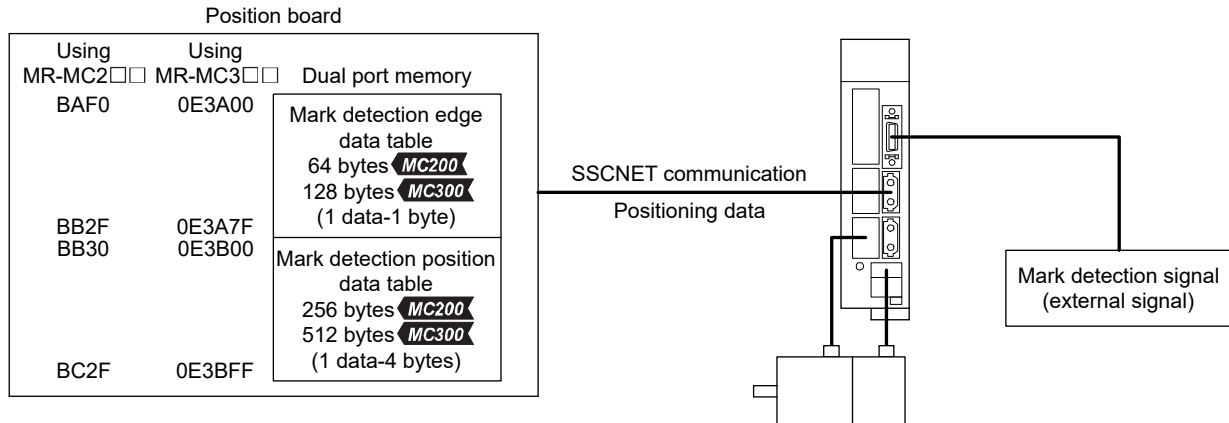 Position board
Using Using
MR-MC2□□ MR-MC3□□ Dual port memory
BAF0 0E3A00
Mark detection edge
data table
64 bytes MC200
128 bytes MC300
(1 data-1 byte)
BB2F 0E3A7F
BB30 0E3B00
Mark detection position
data table
256 bytes MC200
512 bytes MC300
(1 data-4 bytes)
BC2F 0E3BFF
SSCNET communication
Positioning data
Mark detection signal
(external signal)